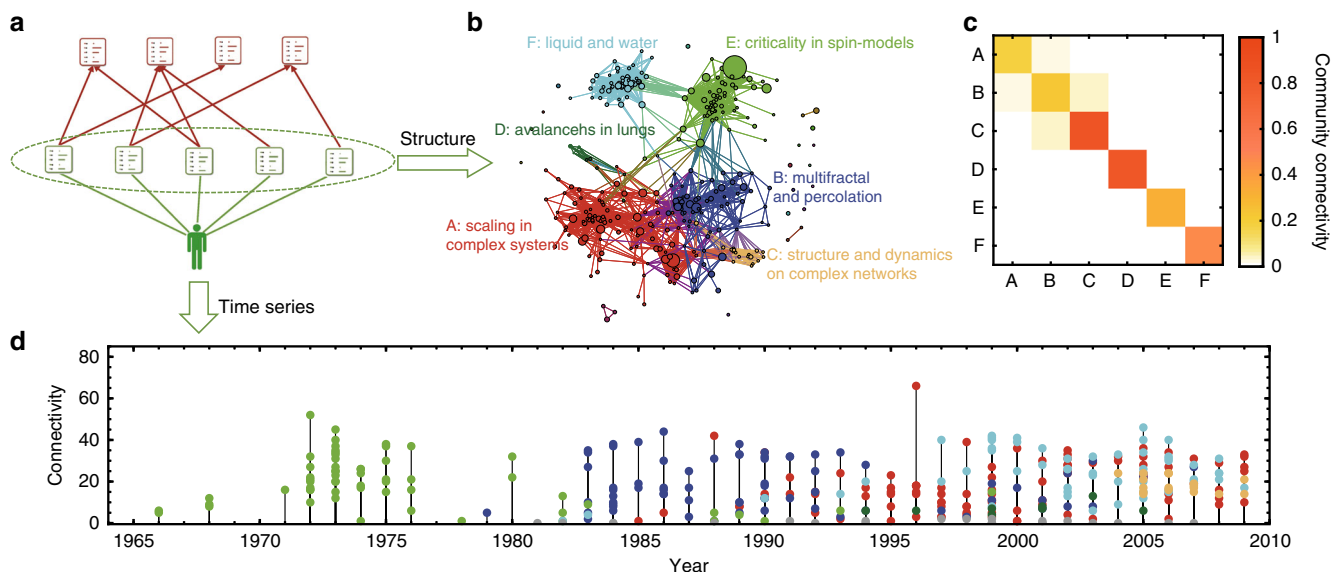 a
b
c
F: liquid and water
E: criticality in spin-models
D: avalancehs in lungs
B: multifractal
and percolation
A: scaling in
complex systems
C: structure and dynamics
on complex networks
Structure
Time series
A
B
C
D
E
F
A B C D E F
1
0.8
0.6
0.4
0.2
0
Community connectivity
d
80
60
40
20
0
Connectivity
1965 1970 1975 1980 1985 1990 1995 2000 2005 2010
Year